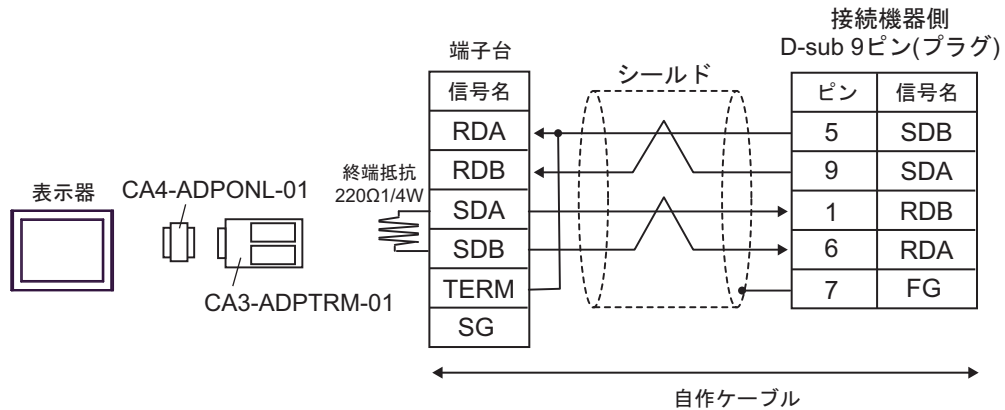 接続機器側
D-sub 9ピン(プラグ)
端子台
シールド
信号名
ピン 信号名
RDA
5 SDB
RDB
9 SDA
終端抵抗
220Ω1/4W
表示器
CA4-ADPONL-01
SDA
1 RDB
SDB
6 RDA
CA3-ADPTRM-01
TERM
7 FG
SG
自作ケーブル